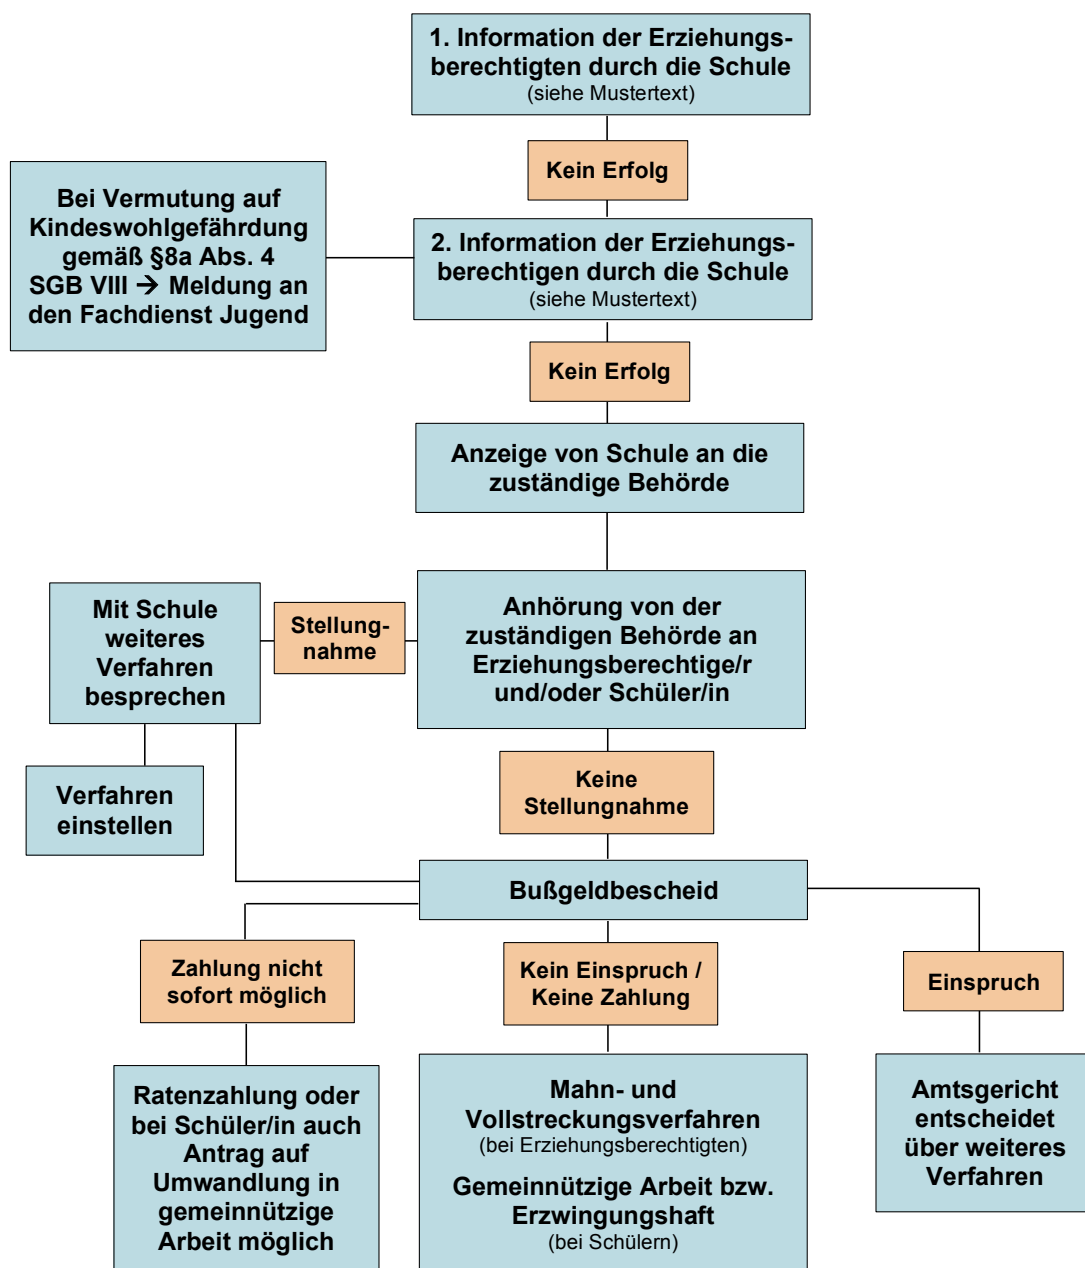 1. Information der Erziehungs-
berechtigten durch die Schule
(siehe Mustertext)
Kein Erfolg
Bei Vermutung auf
Kindeswohlgefährdung
gemäß §8a Abs. 4
SGB VIII → Meldung an
den Fachdienst Jugend
2. Information der Erziehungs-
berechtigen durch die Schule
(siehe Mustertext)
Kein Erfolg
Anzeige von Schule an die
zuständige Behörde
Mit Schule
weiteres
Verfahren
besprechen
Stellung-
nahme
Anhörung von der
zuständigen Behörde an
Erziehungsberechtige/r
und/oder Schüler/in
Verfahren
einstellen
Keine
Stellungnahme
Bußgeldbescheid
Zahlung nicht
sofort möglich
Kein Einspruch /
Keine Zahlung
Einspruch
Ratenzahlung oder
bei Schüler/in auch
Antrag auf
Umwandlung in
gemeinnützige
Arbeit möglich
Mahn- und
Vollstreckungsverfahren
(bei Erziehungsberechtigten)
Gemeinnützige Arbeit bzw.
Erzwingungshaft
(bei Schülern)
Amtsgericht
entscheidet
über weiteres
Verfahren